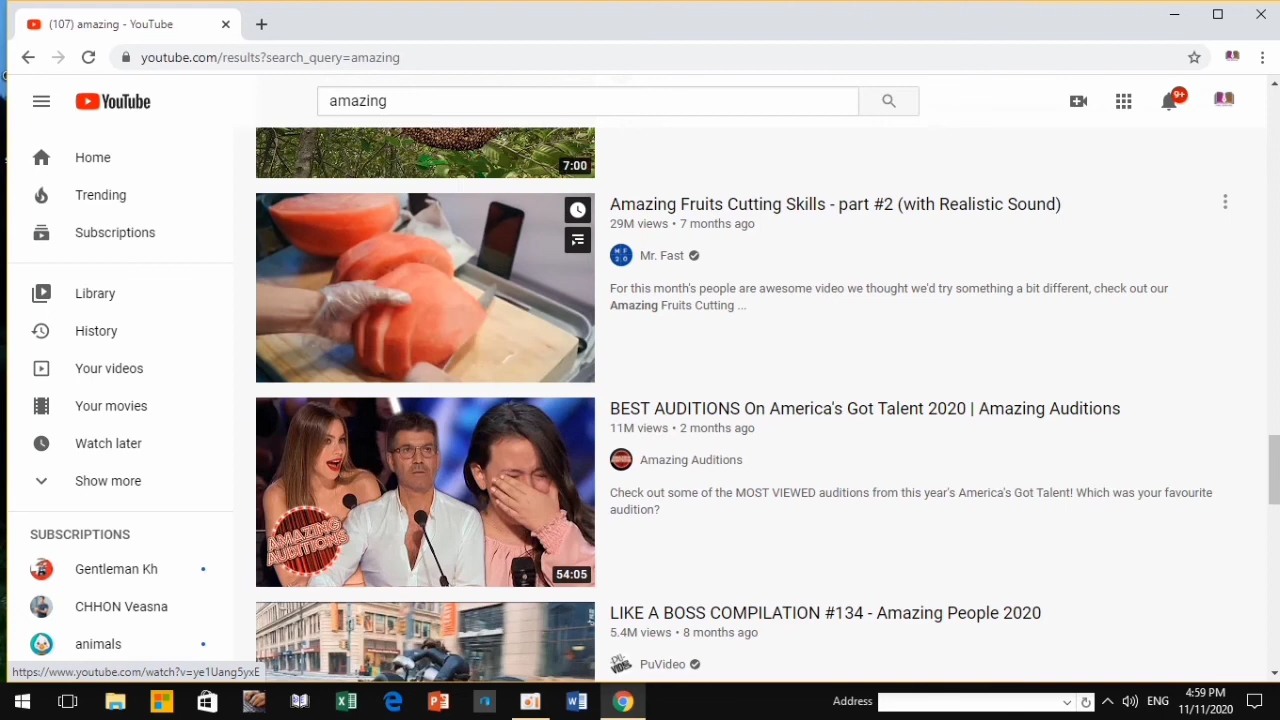 (107) amazing - YouTube
youtube.com/results?search_query=amazing
YouTube
amazing
9+
Home
Trending
Subscriptions
Library
History
Your videos
Your movies
Watch later
Show more
SUBSCRIPTIONS
Gentleman Kh
CHHON Veasna
animals
https://www.youtube.com/watch?v=ye1Uang5yxE
7:00
Amazing Fruits Cutting Skills - part #2 (with Realistic Sound)
29M views • 7 months ago
Mr. Fast
For this month's people are awesome video we thought we'd try something a bit different, check out our
Amazing Fruits Cutting ...
AMAZING
AUDITIONS
54:05
BEST AUDITIONS On America's Got Talent 2020 | Amazing Auditions
11M views • 2 months ago
Amazing Auditions
Check out some of the MOST VIEWED auditions from this year's America's Got Talent! Which was your favourite
audition?
LIKE A BOSS COMPILATION #134 - Amazing People 2020
5.4M views • 8 months ago
PuVideo
Address
ENG
4:59 PM
11/11/2020